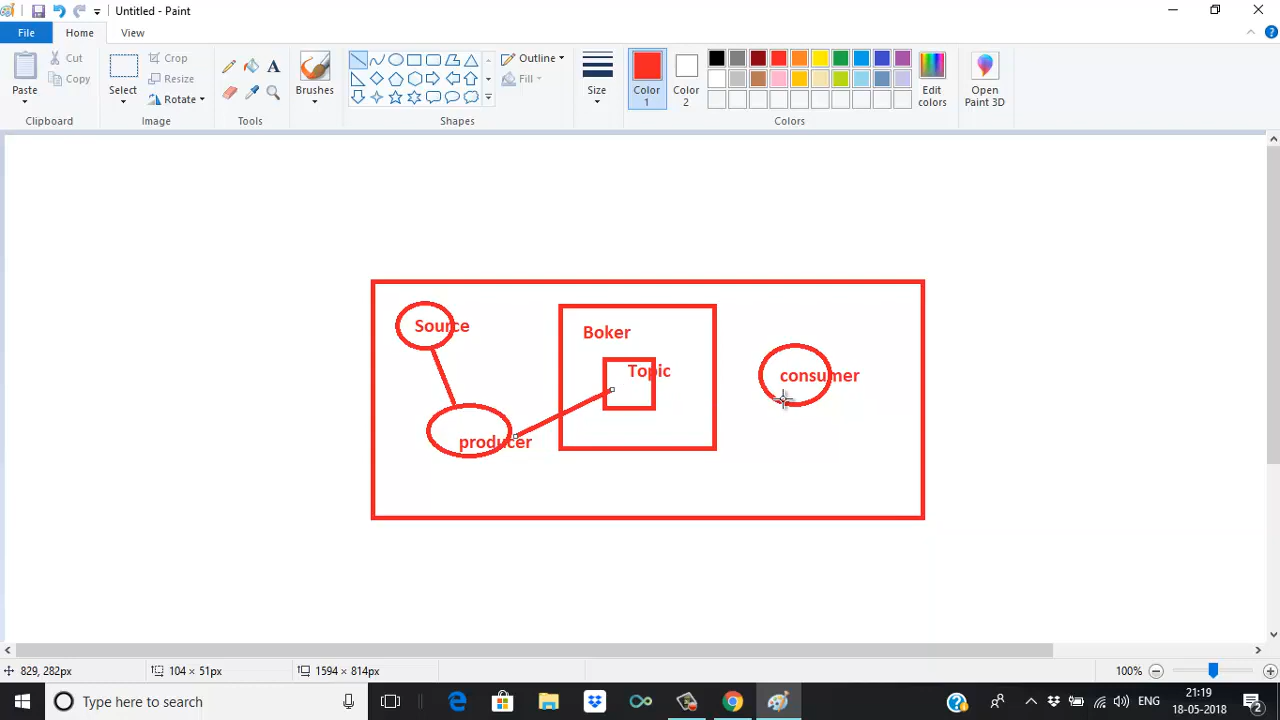 Untitled - Paint
File
Home
View
Paste
Cut
Copy
Clipboard
Select
Crop
Resize
Rotate
Image
A
Tools
Brushes
Outline
Fill
Shapes
Size
Color
1
Color
2
Edit
colors
Colors
Open
Paint 3D
Source
Boker
Topic
consumer
producer
829, 282px
104 × 51px
1594 × 814px
100%
Type here to search
ENG
21:19
18-05-2018
2